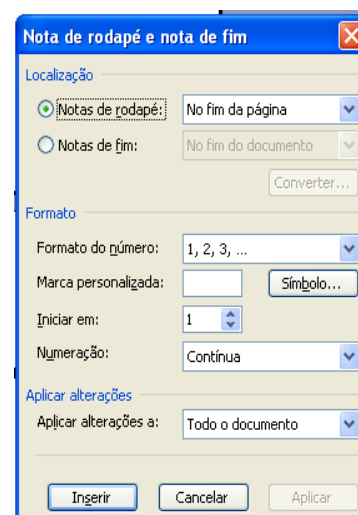 Nota de rodapé e nota de fim
Localização
Notas de rodapé: No fim da página
Notas de fim: No fim do documento
Converter...
Formato
Formato do número: 1, 2, 3, ...
Marca personalizada: Símbolo...
Iniciar em: 1
Numeração: Contínua
Aplicar alterações
Aplicar alterações a: Todo o documento
Inserir Cancelar Aplicar